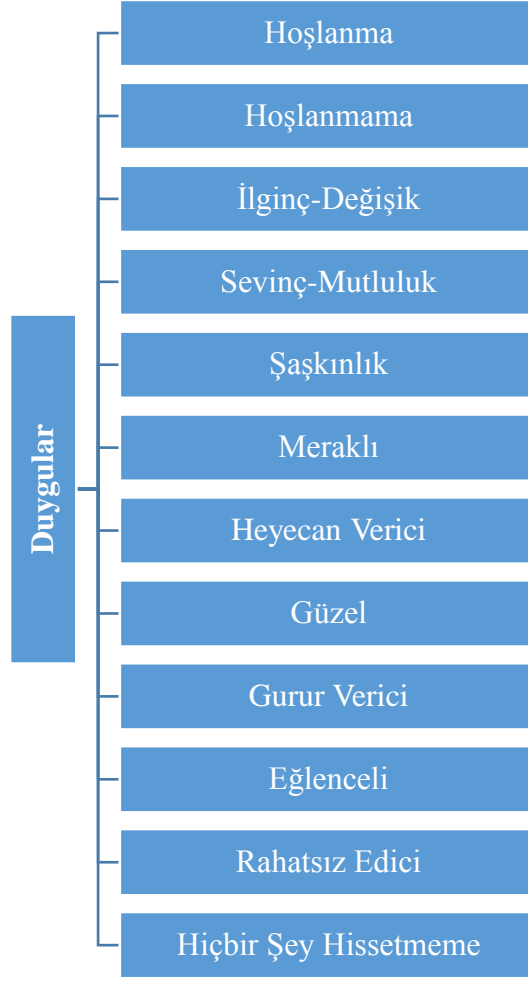 Duygular
Hoşlanma
Hoşlanmama
İlginç-Değişik
Sevinç-Mutluluk
Şaşkınlık
Meraklı
Heyecan Verici
Güzel
Gurur Verici
Eğlenceli
Rahatsız Edici
Hiçbir Şey Hissetmeme